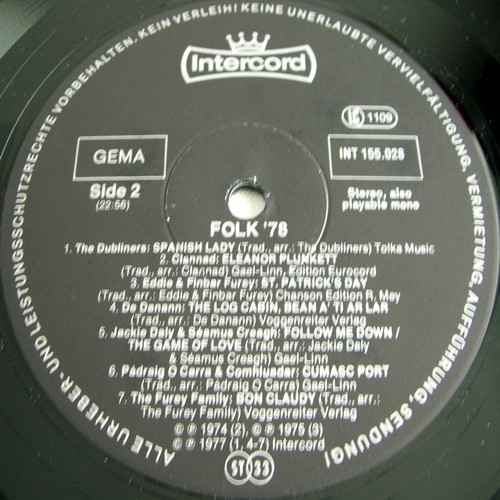 ALLE URHEBER- UND LEISTUNGSSCHUTZRECHTE VORBEHALTEN. KEIN VERLEIH! KEINE UNERLAUBTE VERVIELFÄLTIGUNG, VERMIETUNG, AUFFÜHRUNG, SENDUNG!
Intercord
LC 1109
GEMA
INT 155.028
Side 2
(22:56)
Stereo, also
playable mono
FOLK '78
1. The Dubliners: SPANISH LADY (Trad., arr.: The Dubliners) Tolka Music
2. Clannad: ELEANOR PLUNKETT
(Trad., arr.: Clannad) Gael-Linn, Edition Eurocord
3. Eddie & Finbar Furey: ST. PATRICK'S DAY
(Trad., arr.: Eddie & Finbar Furey) Chanson Edition R. Mey
4. De Danann: THE LOG CABIN, BEAN A' TI AR LAR
(Trad., arr.: De Danann) Voggenreiter Verlag
5. Jackie Daly & Séamus Creagh: FOLLOW ME DOWN /
THE GAME OF LOVE (Trad., arr.: Jackie Daly
& Séamus Creagh) Gael-Linn
6. Pádraig O Carra & Comhluadar: CUMASC PORT
(Trad., arr.: Pádraig O Carra) Gael-Linn
7. The Furey Family: BON CLAUDY (Trad., arr.:
The Furey Family) Voggenreiter Verlag
℗ 1974 (2), ℗ 1975 (3)
© ℗ 1977 (1, 4-7) Intercord
ST 33